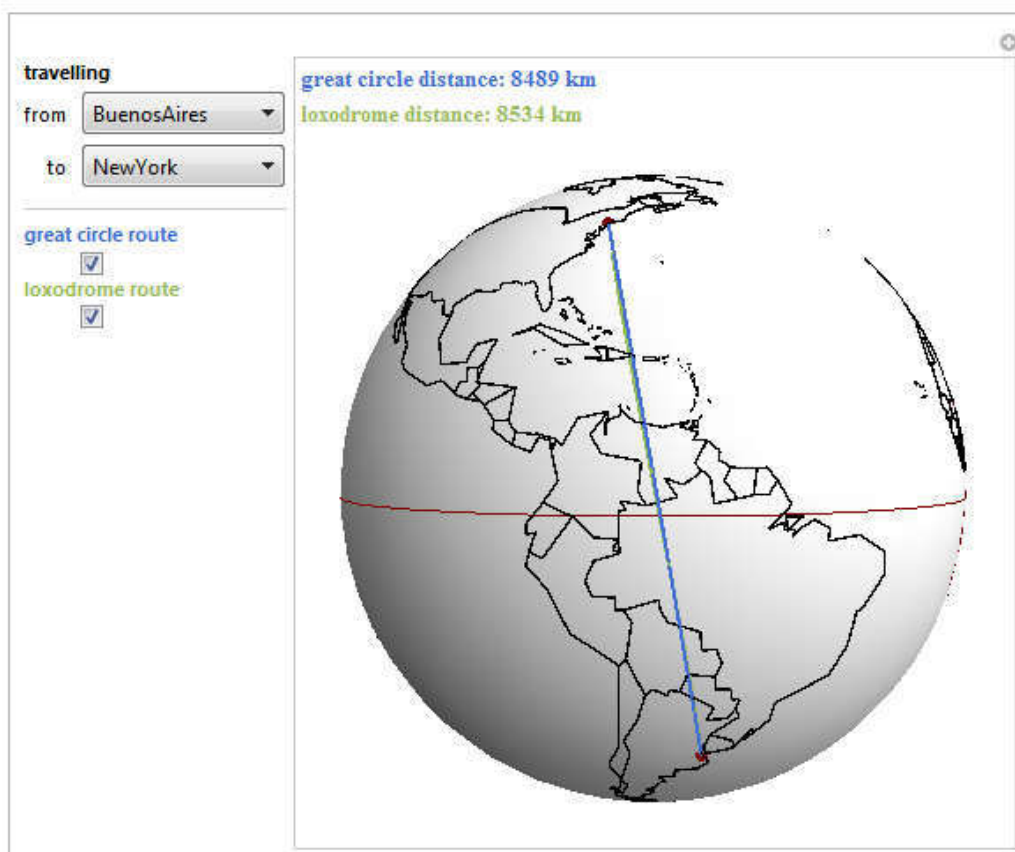 travelling
from BuenosAires
to NewYork
great circle route
loxodrome route
great circle distance: 8489 km
loxodrome distance: 8534 km